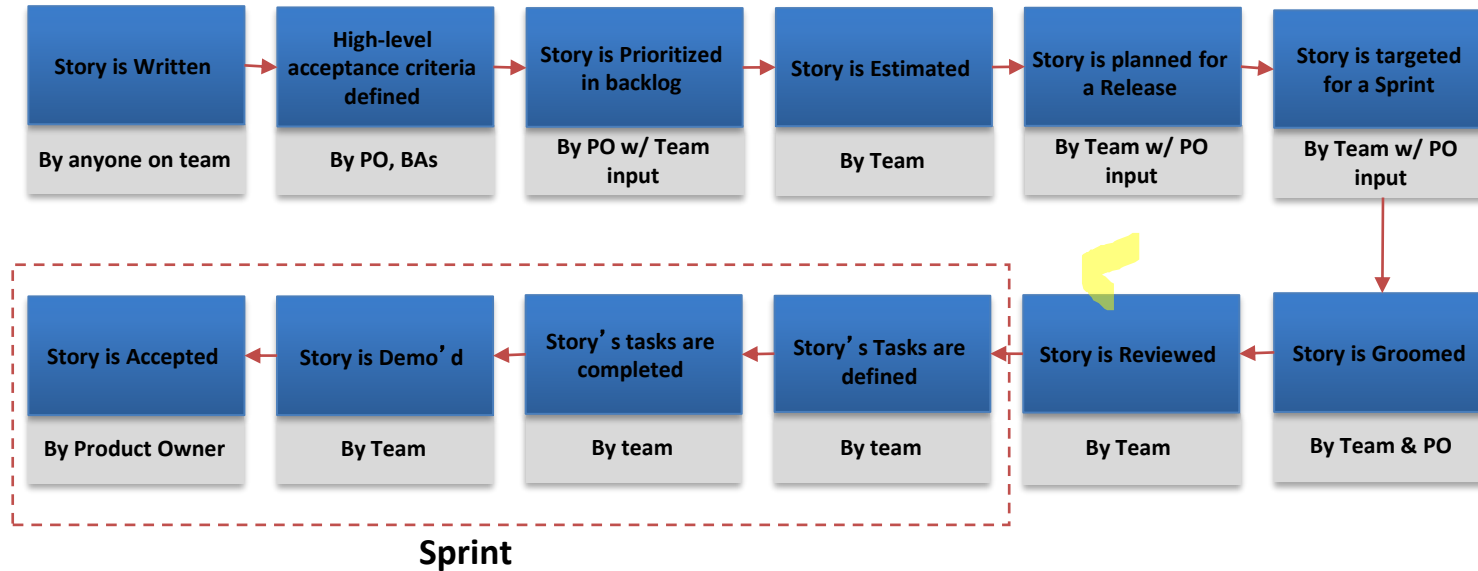 Story is Written
By anyone on team
High-level
acceptance criteria
defined
By PO, BAs
Story is Prioritized
in backlog
By PO w/ Team
input
Story is Estimated
By Team
Story is planned for
a Release
By Team w/ PO
input
Story is targeted
for a Sprint
By Team w/ PO
input
Story is Groomed
By Team & PO
Story is Reviewed
By Team
Story’s Tasks are
defined
By team
Story’s tasks are
completed
By team
Story is Demo’d
By Team
Story is Accepted
By Product Owner
Sprint